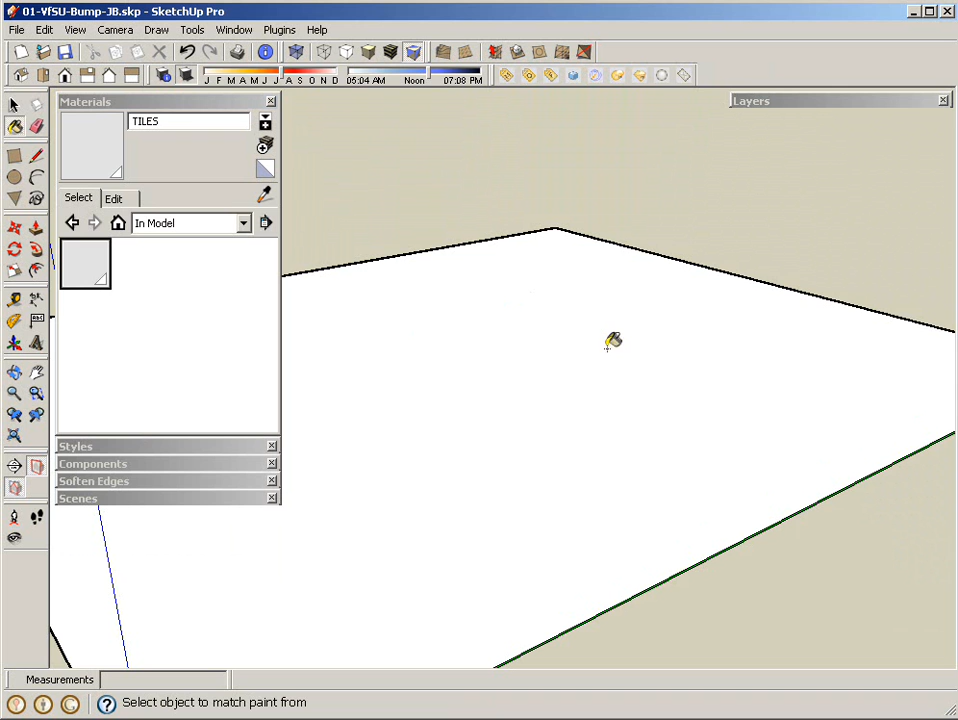 01-VfSU-Bump-JB.skp - SketchUp Pro
File Edit View Camera Draw Tools Window Plugins Help
J F M A M J J A S O N D 05:04 AM Noon 07:08 PM
Materials
Layers
TILES
Select Edit
In Model
Abc
Styles
Components
Soften Edges
Scenes
Measurements
Select object to match paint from